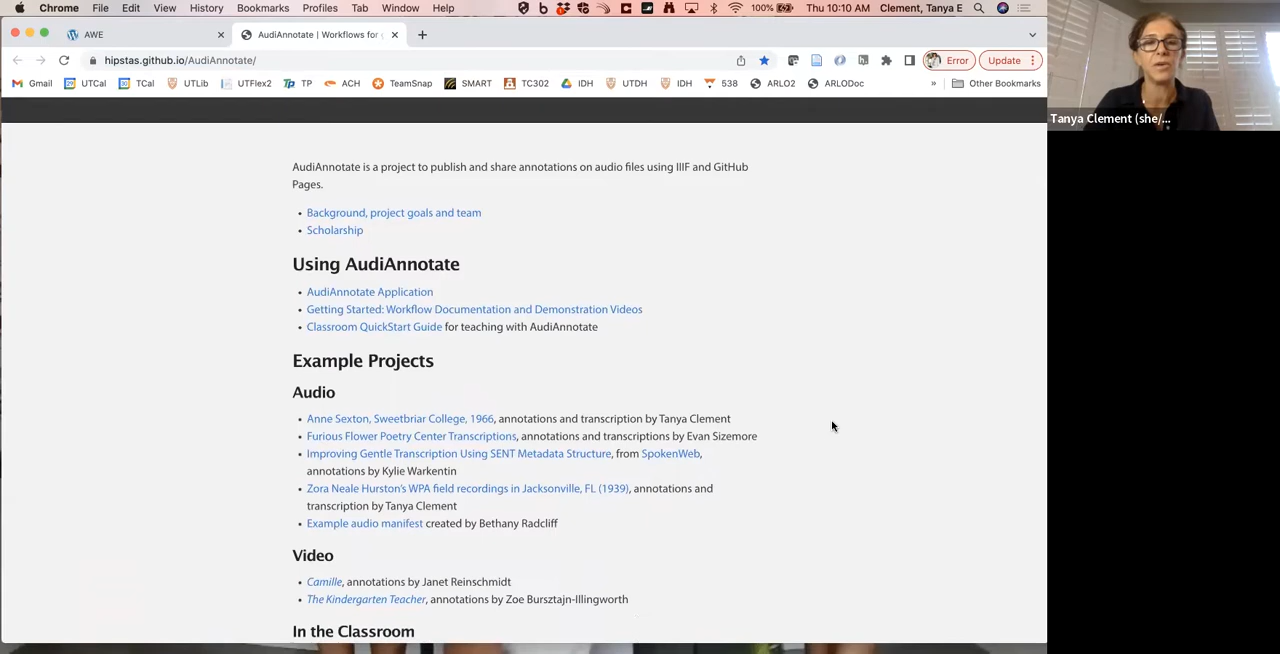 Chrome File Edit View History Bookmarks Profiles Tab Window Help 100% Thu 10:10 AM Clement, Tanya E
AWE
AudiAnnotate | Workflows for
hipstas.github.io/AudiAnnotate/
Error
Update
Gmail UTCal TCal UTLib UTFlex2 TP ACH TeamSnap SMART TC302 IDH UTDH IDH 538 ARLO2 ARLODoc » Other Bookmarks
Tanya Clement (she/...
AudiAnnotate is a project to publish and share annotations on audio files using IIIF and GitHub
Pages.
• Background, project goals and team
• Scholarship
Using AudiAnnotate
• AudiAnnotate Application
• Getting Started: Workflow Documentation and Demonstration Videos
• Classroom QuickStart Guide for teaching with AudiAnnotate
Example Projects
Audio
• Anne Sexton, Sweetbriar College, 1966, annotations and transcription by Tanya Clement
• Furious Flower Poetry Center Transcriptions, annotations and transcriptions by Evan Sizemore
• Improving Gentle Transcription Using SENT Metadata Structure, from SpokenWeb,
annotations by Kylie Warkentin
• Zora Neale Hurston's WPA field recordings in Jacksonville, FL (1939), annotations and
transcription by Tanya Clement
• Example audio manifest created by Bethany Radcliff
Video
• Camille, annotations by Janet Reinschmidt
• The Kindergarten Teacher, annotations by Zoe Bursztajn-Illingworth
In the Classroom